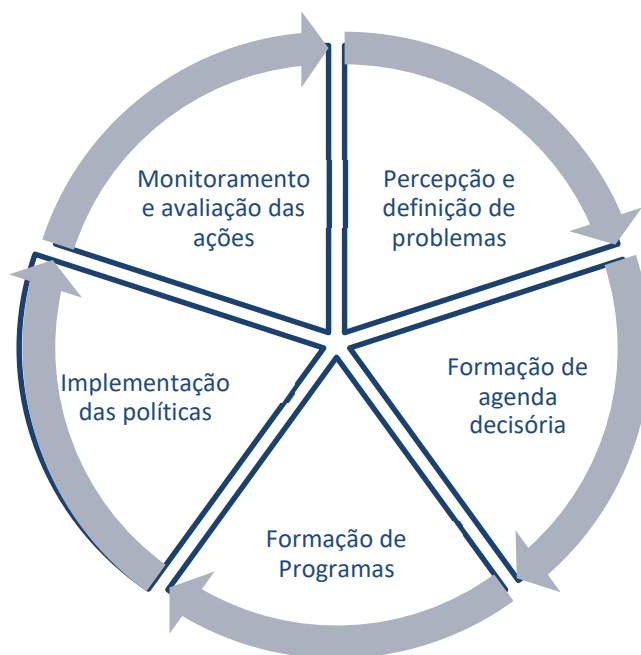 Percepção e
definição de
problemas
Formação de
agenda
decisória
Formação de
Programas
Implementação
das políticas
Monitoramento
e avaliação das
ações